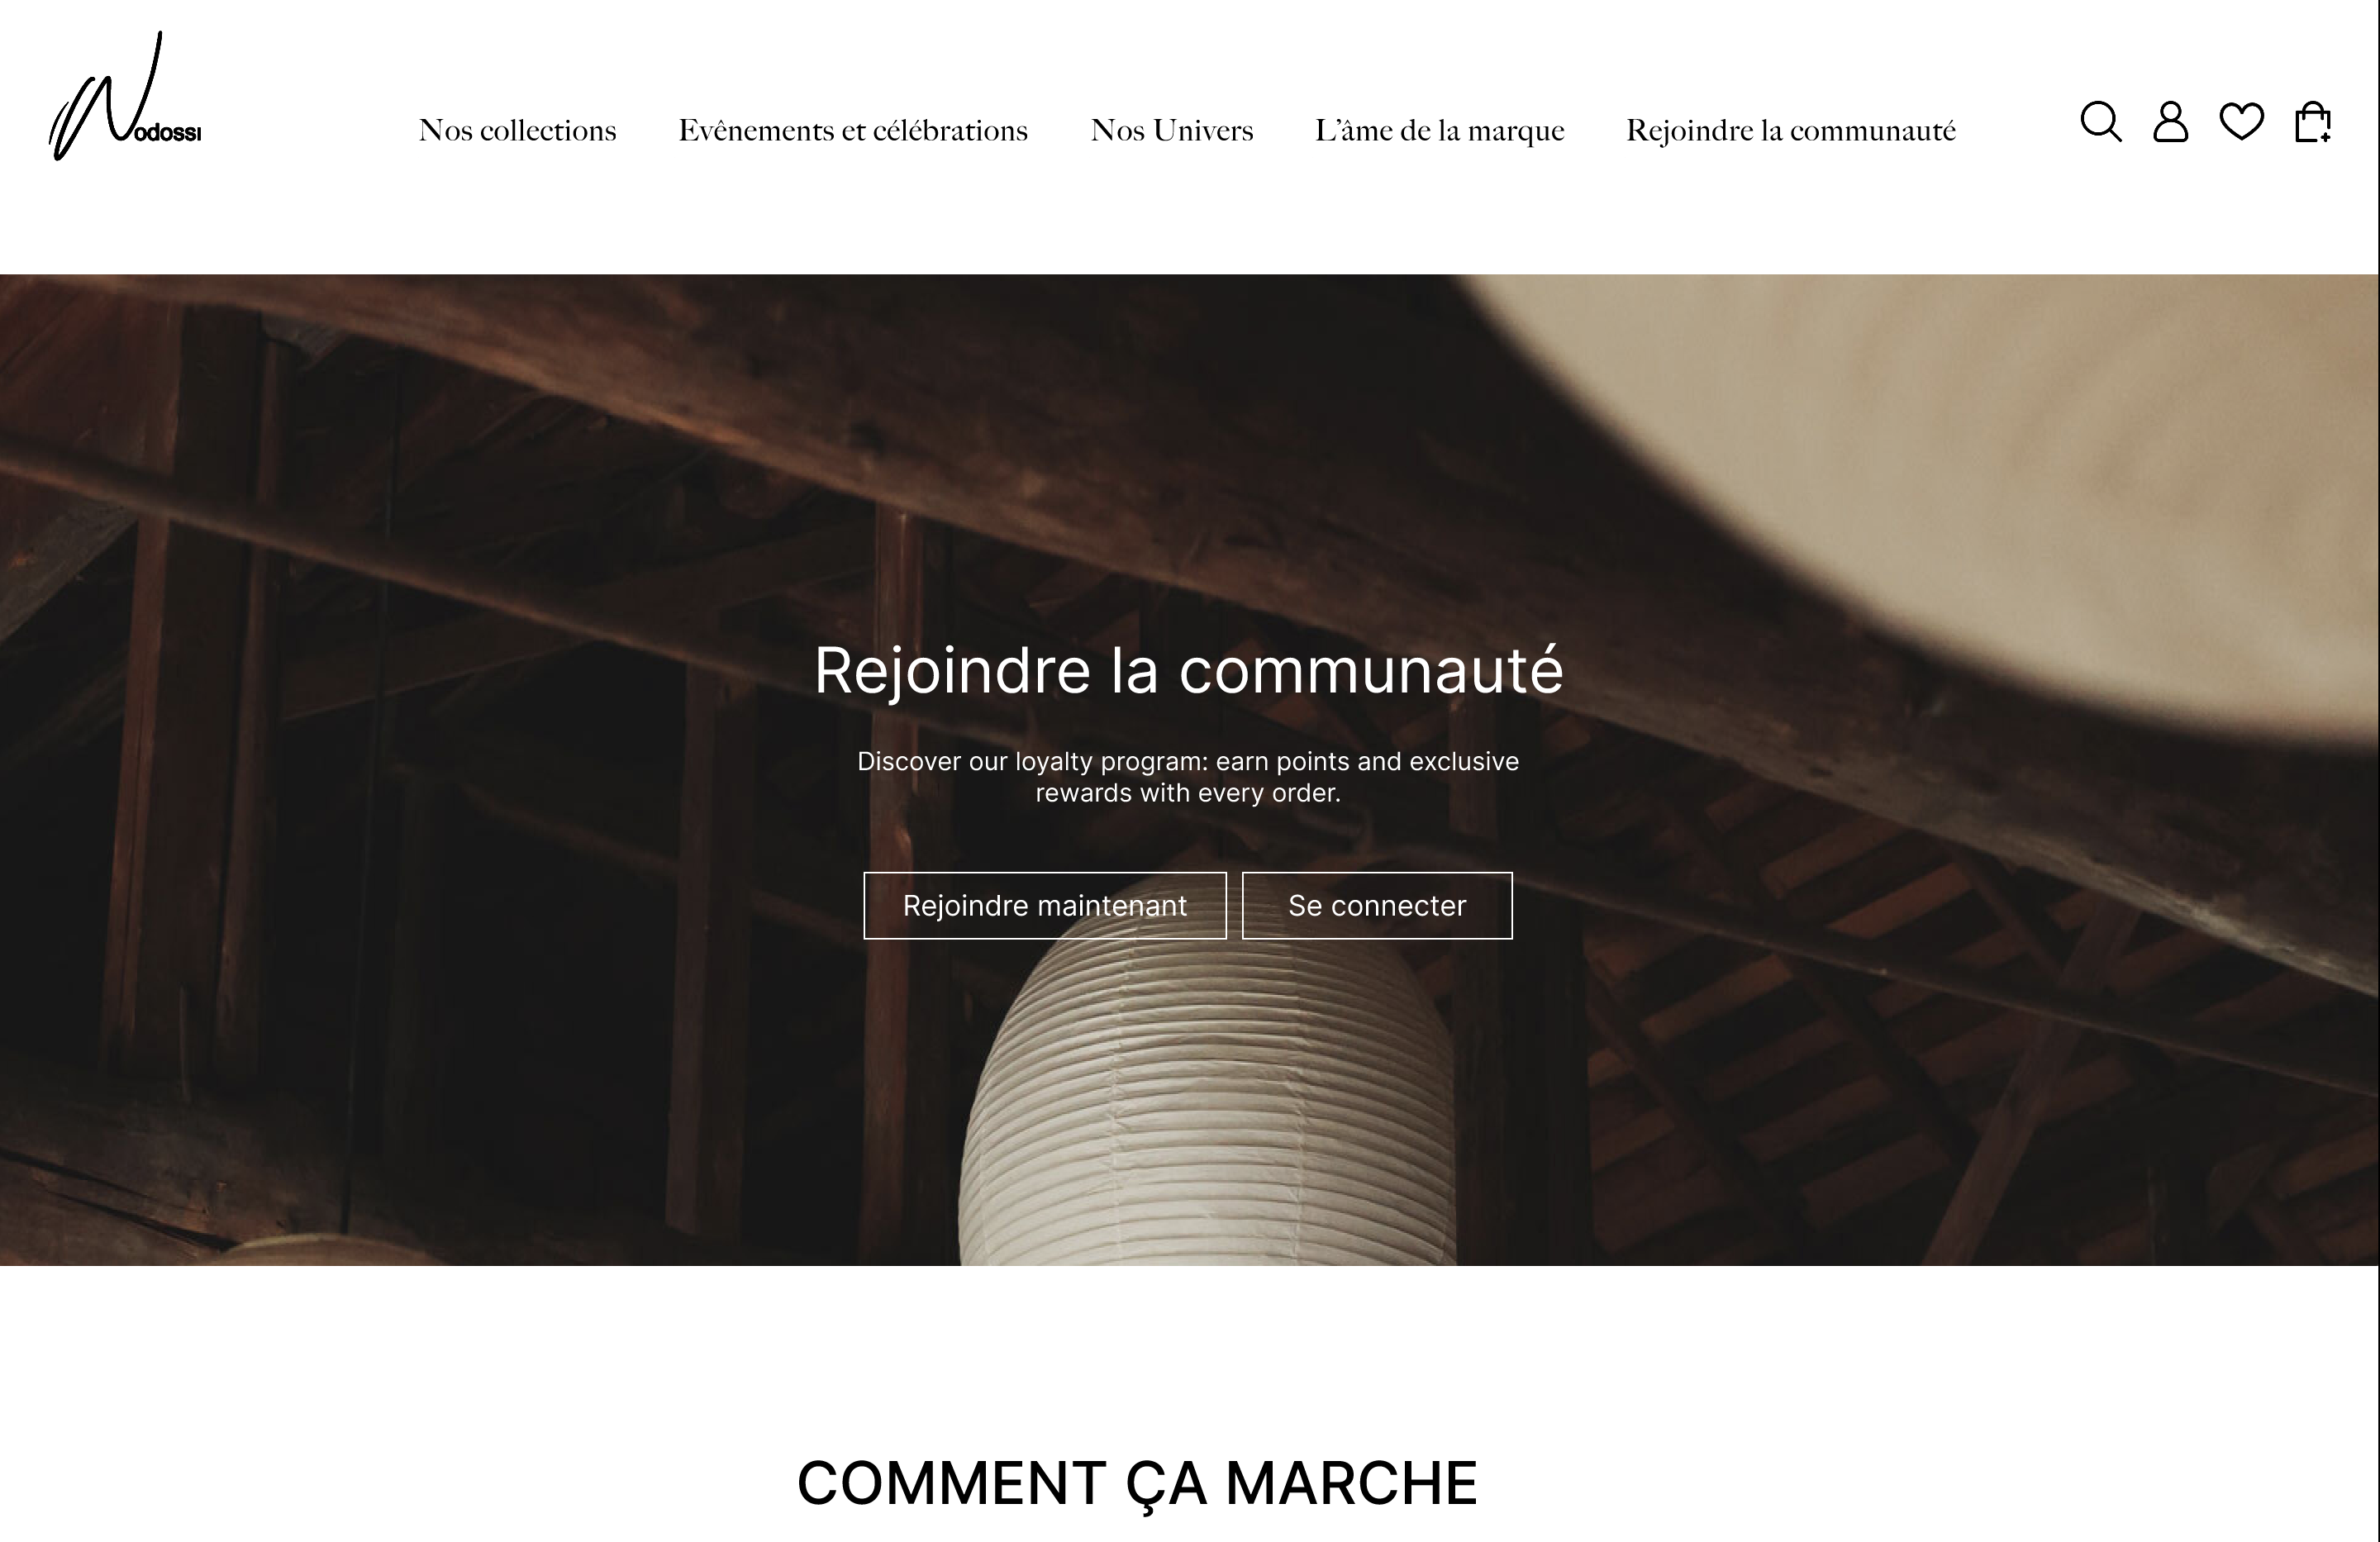 Nodossi
Nos collections
Evênements et célébrations
Nos Univers
L’âme de la marque
Rejoindre la communauté
Rejoindre la communauté
Discover our loyalty program: earn points and exclusive
rewards with every order.
Rejoindre maintenant
Se connecter
COMMENT ÇA MARCHE